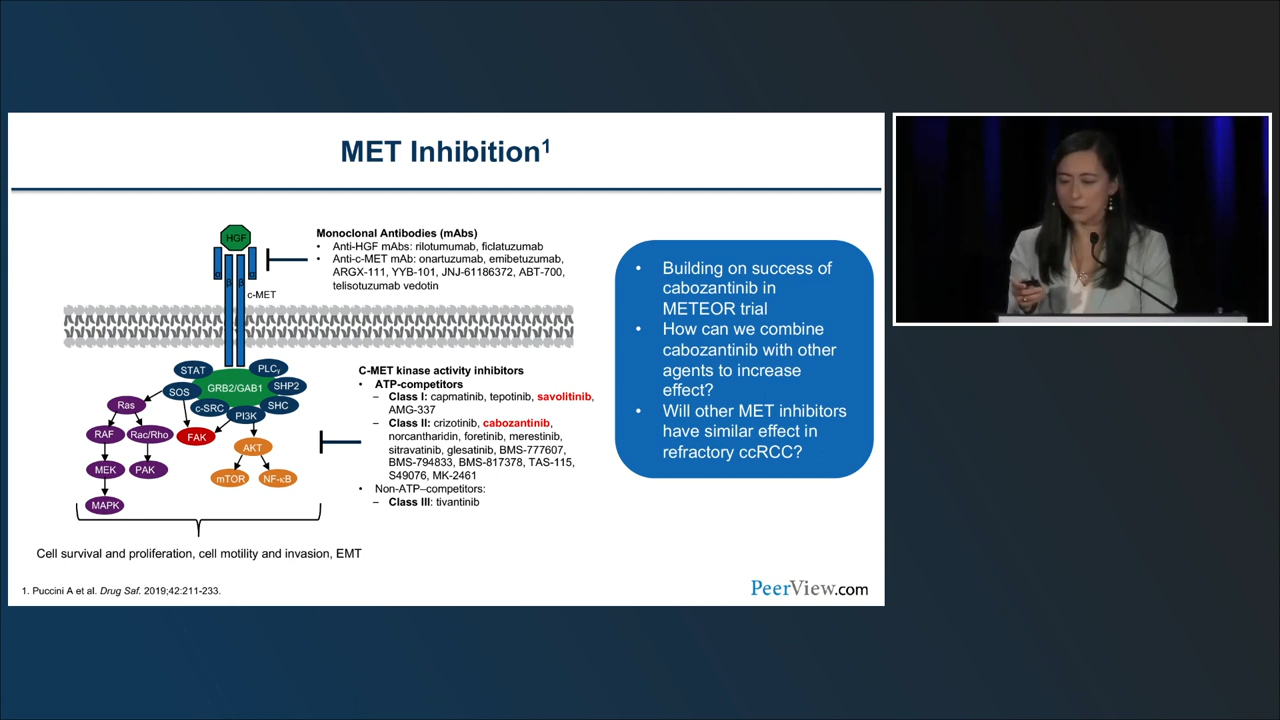 MET Inhibition¹
HGF
α
α
β
β
c-MET
Monoclonal Antibodies (mAbs)
• Anti-HGF mAbs: rilotumumab, ficlatuzumab
• Anti-c-MET mAb: onartuzumab, emibetuzumab,
ARGX-111, YYB-101, JNJ-61186372, ABT-700,
telisotuzumab vedotin
STAT
PLCγ
SOS
GRB2/GAB1
SHP2
c-SRC
SHC
PI3K
Ras
RAF
Rac/Rho
FAK
AKT
MEK
PAK
mTOR
NF-κB
MAPK
Cell survival and proliferation, cell motility and invasion, EMT
C-MET kinase activity inhibitors
• ATP-competitors
– Class I: capmatinib, tepotinib, savolitinib,
AMG-337
– Class II: crizotinib, cabozantinib,
norcantharidin, foretinib, merestinib,
sitravatinib, glesatinib, BMS-777607,
BMS-794833, BMS-817378, TAS-115,
S49076, MK-2461
• Non-ATP–competitors:
– Class III: tivantinib
• Building on success of
cabozantinib in
METEOR trial
• How can we combine
cabozantinib with other
agents to increase
effect?
• Will other MET inhibitors
have similar effect in
refractory ccRCC?
1. Puccini A et al. Drug Saf. 2019;42:211-233.
PeerView.com